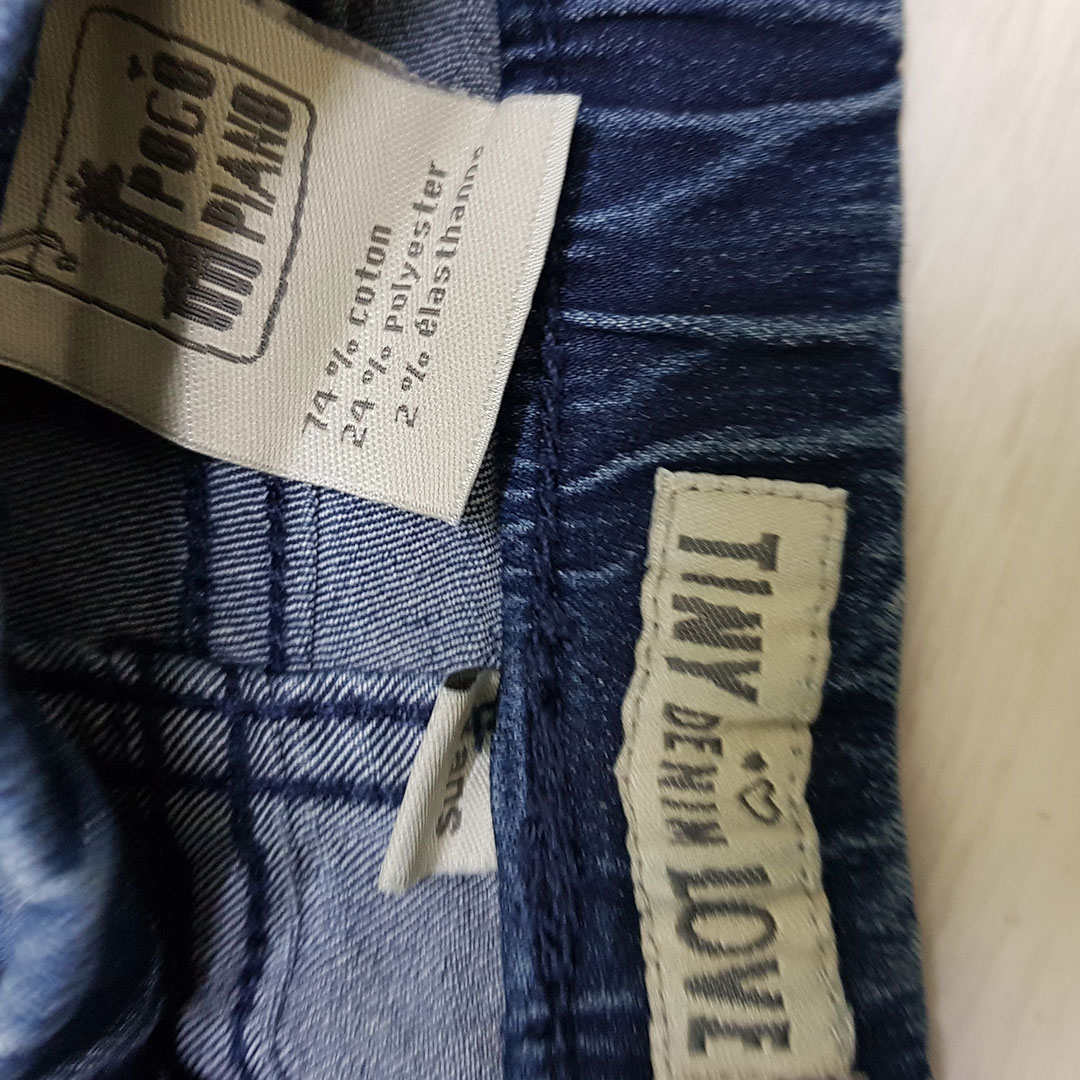 POCO
PIANO
74 % coton
24 % polyester
2 % élasthanne
TINY
DENIM
LOVE